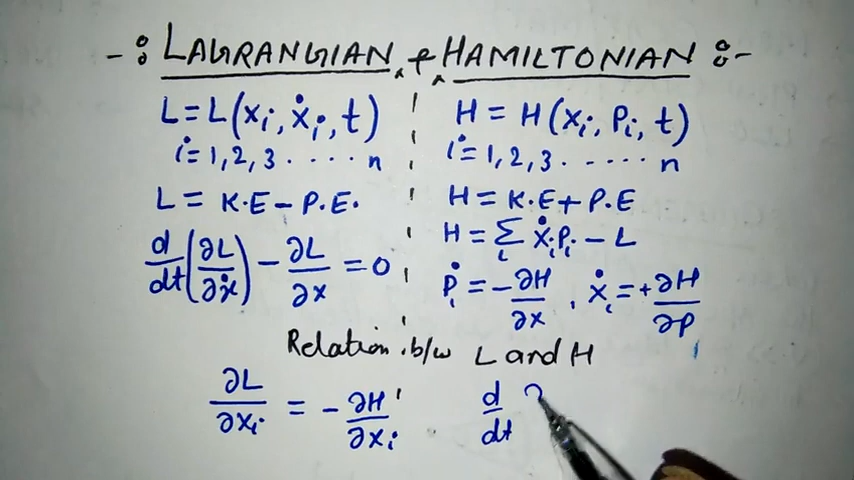 -: LAGRANGIAN & HAMILTONIAN :-
L = L(xᵢ, ẋᵢ, t)
i = 1, 2, 3 ..... n
L = K.E - P.E.
d/dt(∂L/∂ẋ) - ∂L/∂x = 0
H = H(xᵢ, Pᵢ, t)
i = 1, 2, 3 ...... n
H = K.E + P.E
H = Σᵢ ẋᵢPᵢ - L
Ṗᵢ = -∂H/∂x , ẋᵢ = +∂H/∂P
Relation b/w L and H
∂L/∂xᵢ = -∂H/∂xᵢ d/dt